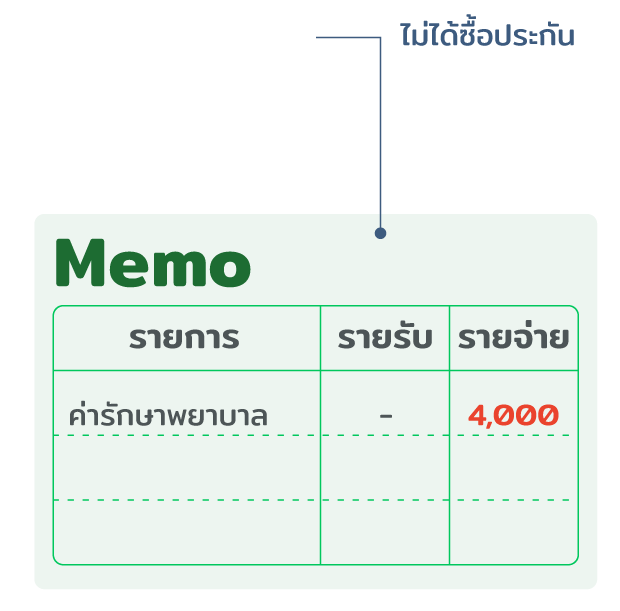 ไม่ได้ซื้อประกัน
Memo
รายการ รายรับ รายจ่าย
ค่ารักษาพยาบาล - 4,000